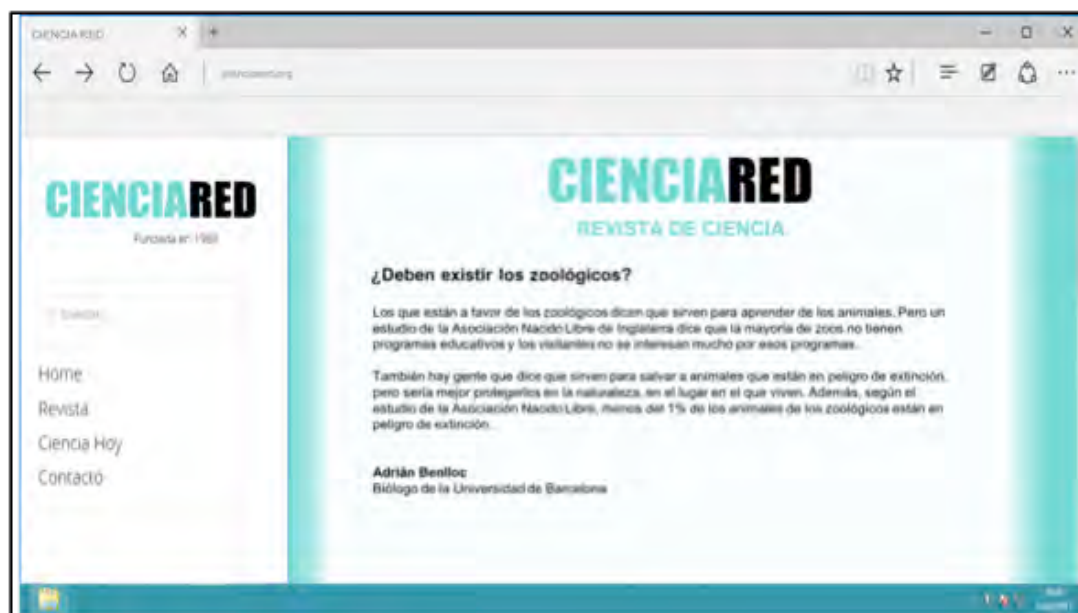 CIENCIA RED
CIENCIARED
Fundada en 1989
Home
Revista
Ciencia Hoy
Contacto
CIENCIARED
REVISTA DE CIENCIA
¿Deben existir los zoológicos?
Los que están a favor de los zoológicos dicen que sirven para aprender de los animales. Pero un
estudio de la Asociación Nacido Libre de Inglaterra dice que la mayoría de zoos no tienen
programas educativos y los visitantes no se interesan mucho por esos programas.
También hay gente que dice que sirven para salvar a animales que están en peligro de extinción,
pero sería mejor protegerlos en la naturaleza, en el lugar en el que viven. Además, según el
estudio de la Asociación Nacido Libre, menos del 1% de los animales de los zoológicos están en
peligro de extinción.
Adrián Benlloc
Biólogo de la Universidad de Barcelona